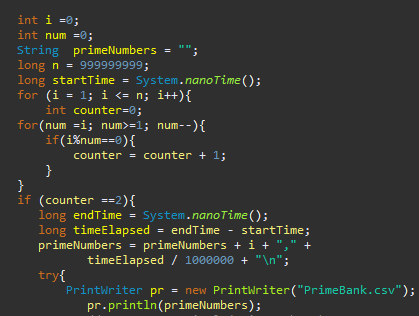 int i =0;
int num =0;
String  primeNumbers = "";
long n = 999999999;
long startTime = System.nanoTime();
for (i = 1; i <= n; i++){
    int counter=0;
for(num =i; num>=1; num--){
    if(i%num==0){
        counter = counter + 1;
    }
}
if (counter ==2){
   long endTime = System.nanoTime();
   long timeElapsed = endTime - startTime;
   primeNumbers = primeNumbers + i + "," +
          timeElapsed / 1000000 + "\n";
   try{
       PrintWriter pr = new PrintWriter("PrimeBank.csv");
          pr.println(primeNumbers);